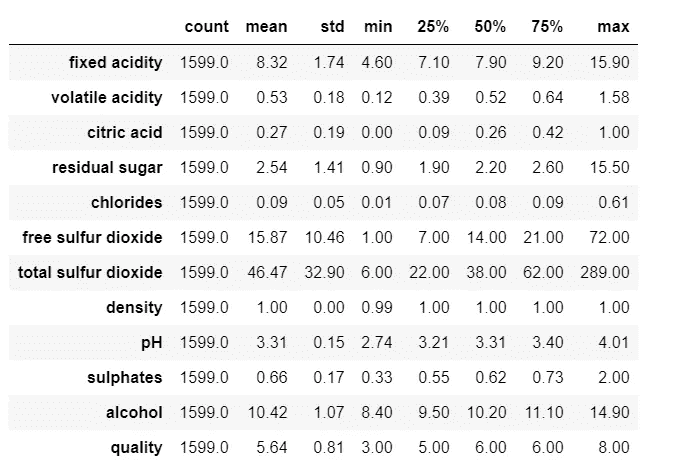 count mean std min 25% 50% 75% max
fixed acidity 1599.0 8.32 1.74 4.60 7.10 7.90 9.20 15.90
volatile acidity 1599.0 0.53 0.18 0.12 0.39 0.52 0.64 1.58
citric acid 1599.0 0.27 0.19 0.00 0.09 0.26 0.42 1.00
residual sugar 1599.0 2.54 1.41 0.90 1.90 2.20 2.60 15.50
chlorides 1599.0 0.09 0.05 0.01 0.07 0.08 0.09 0.61
free sulfur dioxide 1599.0 15.87 10.46 1.00 7.00 14.00 21.00 72.00
total sulfur dioxide 1599.0 46.47 32.90 6.00 22.00 38.00 62.00 289.00
density 1599.0 1.00 0.00 0.99 1.00 1.00 1.00 1.00
pH 1599.0 3.31 0.15 2.74 3.21 3.31 3.40 4.01
sulphates 1599.0 0.66 0.17 0.33 0.55 0.62 0.73 2.00
alcohol 1599.0 10.42 1.07 8.40 9.50 10.20 11.10 14.90
quality 1599.0 5.64 0.81 3.00 5.00 6.00 6.00 8.00